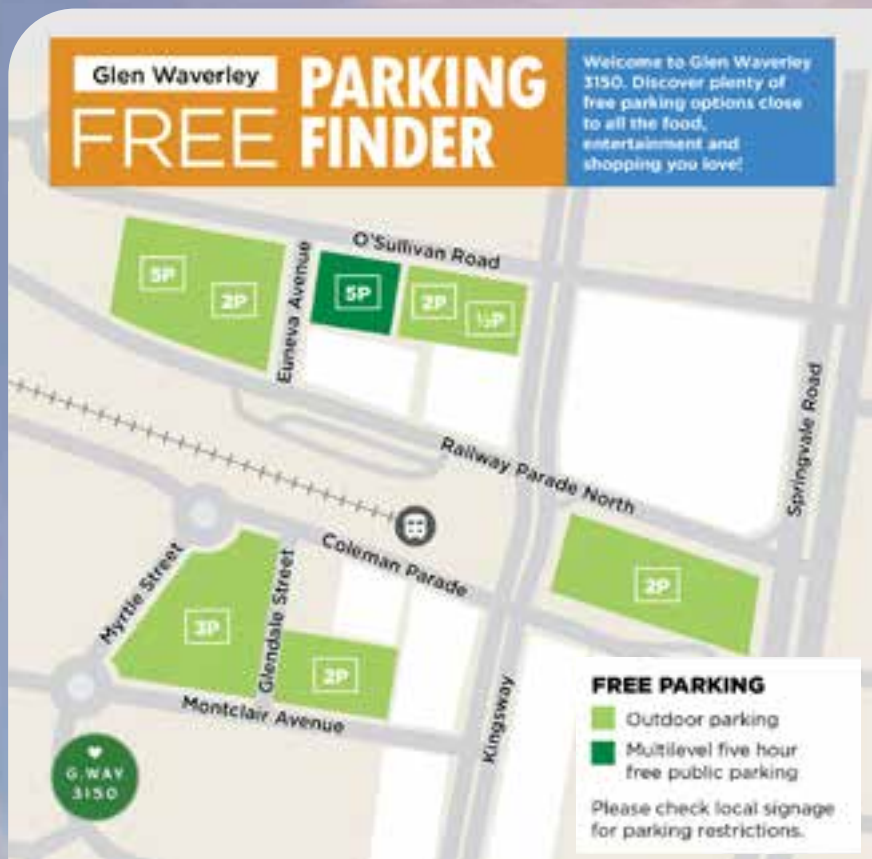 Glen Waverley
FREE
PARKING
FINDER
Welcome to Glen Waverley
3150. Discover plenty of
free parking options close
to all the food,
entertainment and
shopping you love!
O'Sullivan Road
Euneva Avenue
5P
2P
5P
2P
½P
Railway Parade North
Springvale Road
Coleman Parade
Myrtle Street
Glendale Street
3P
2P
2P
Montclair Avenue
Kingsway
G.WAY
3150
FREE PARKING
Outdoor parking
Multilevel five hour
free public parking
Please check local signage
for parking restrictions.